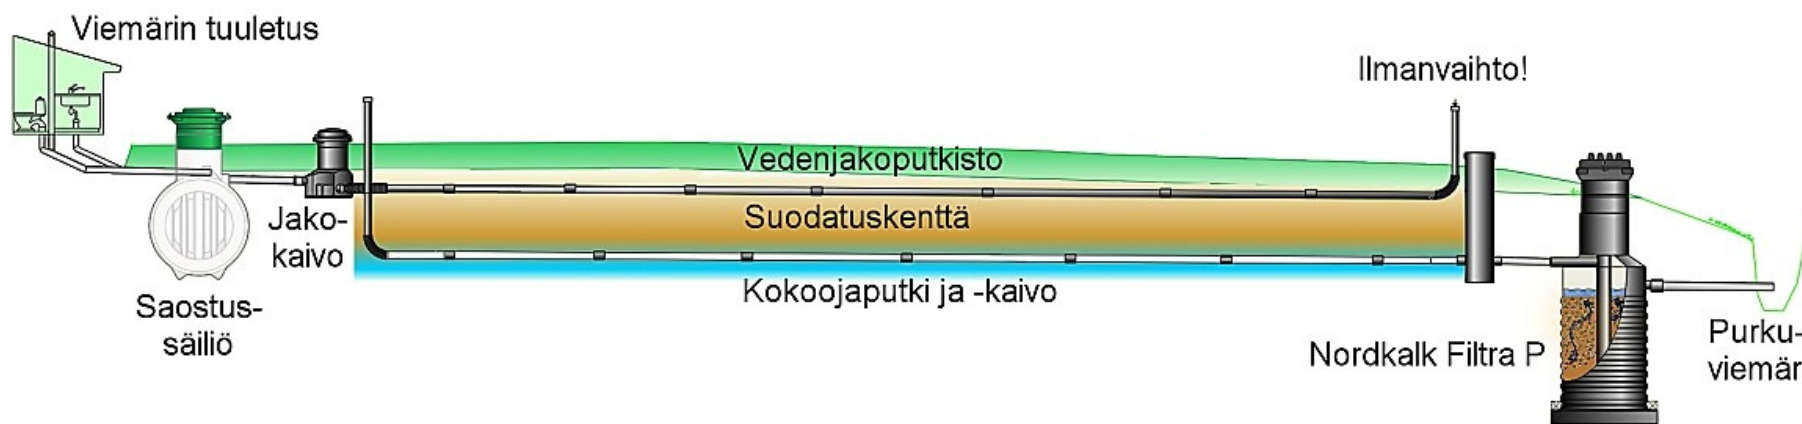 Viemärin tuuletus
Ilmanvaihto!
Vedenjakoputkisto
Suodatuskenttä
Jako-
kaivo
Kokoojaputki ja -kaivo
Saostus-
säiliö
Nordkalk Filtra P
Purku-
viemär